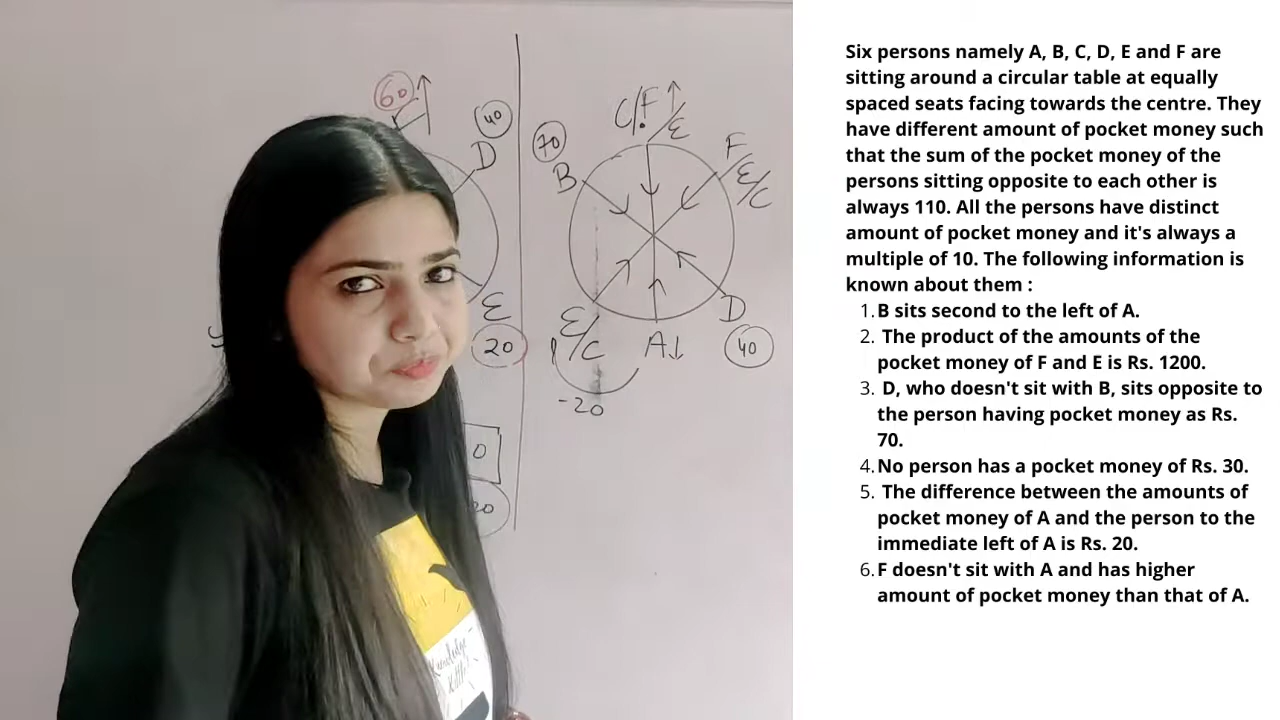 60
40
D
E
20
0
20
C/F/E
70
B
F/E/C
E/C
A↓
D
40
-20
Knowledge
Kettle
Six persons namely A, B, C, D, E and F are
sitting around a circular table at equally
spaced seats facing towards the centre. They
have different amount of pocket money such
that the sum of the pocket money of the
persons sitting opposite to each other is
always 110. All the persons have distinct
amount of pocket money and it's always a
multiple of 10. The following information is
known about them :
1. B sits second to the left of A.
2. The product of the amounts of the
pocket money of F and E is Rs. 1200.
3. D, who doesn't sit with B, sits opposite to
the person having pocket money as Rs.
70.
4. No person has a pocket money of Rs. 30.
5. The difference between the amounts of
pocket money of A and the person to the
immediate left of A is Rs. 20.
6. F doesn't sit with A and has higher
amount of pocket money than that of A.